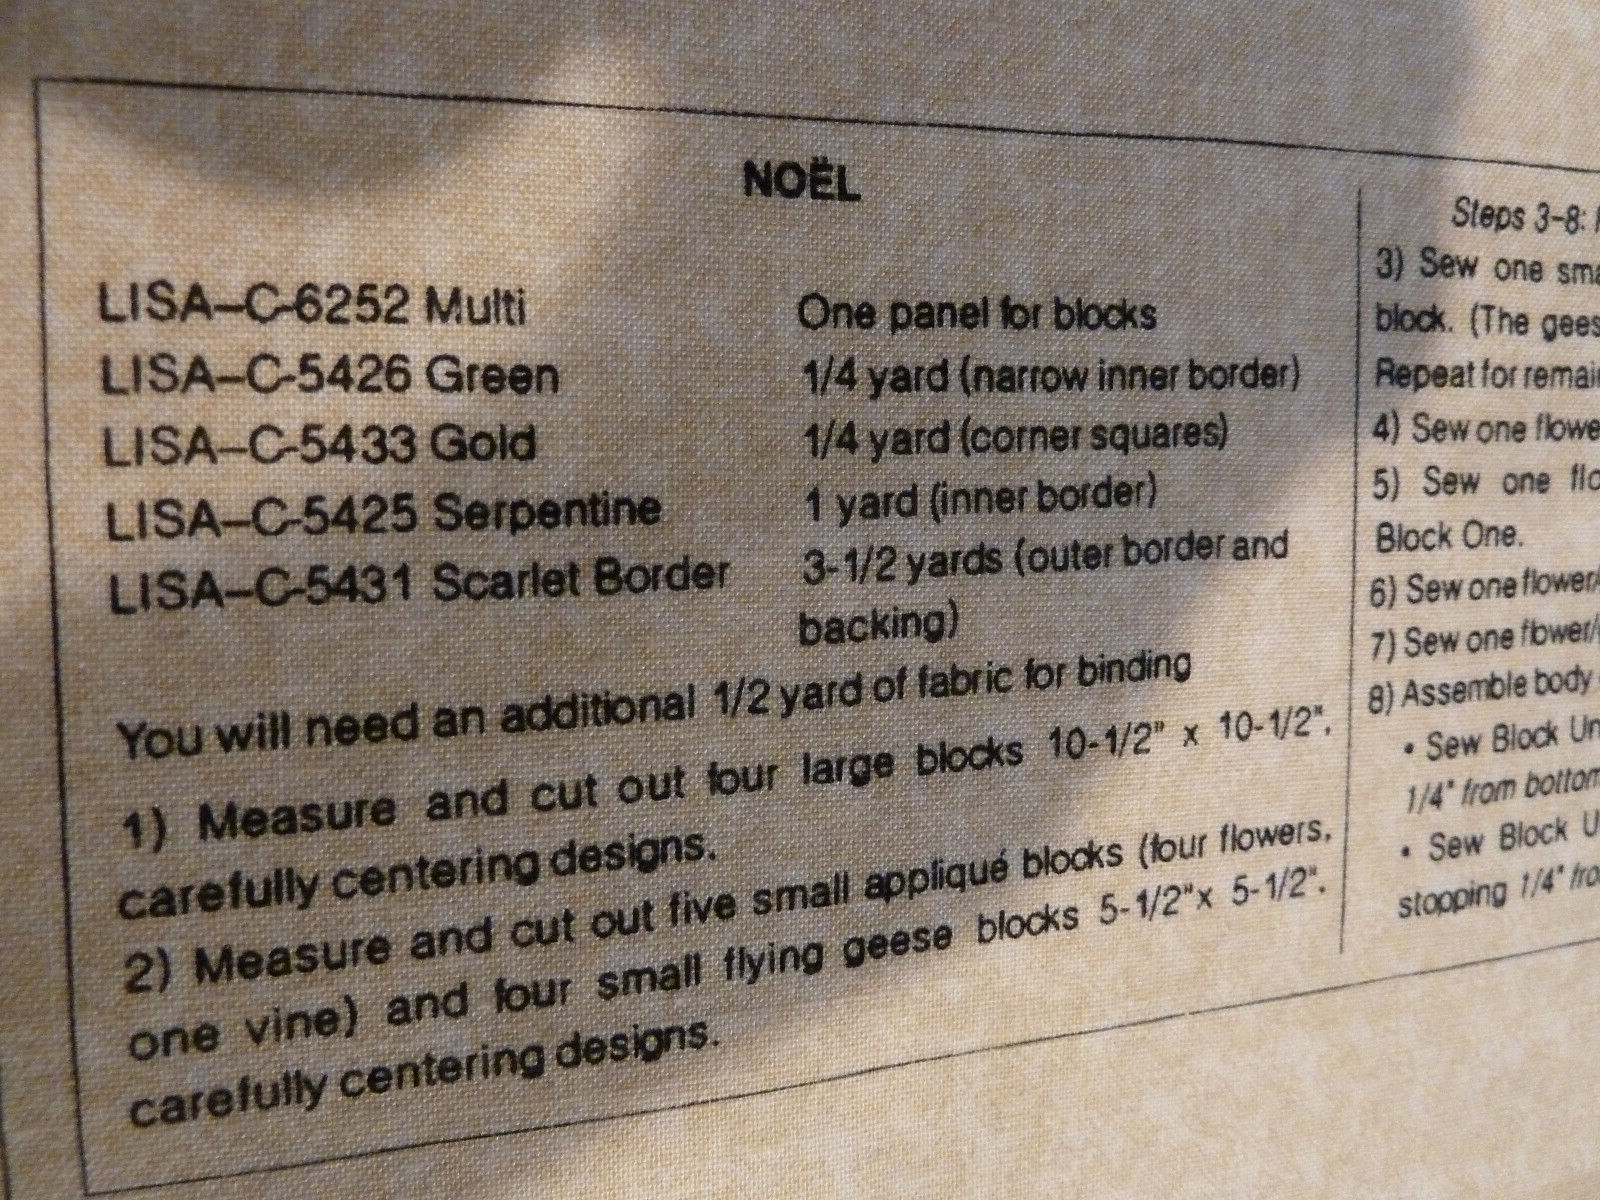 NOËL
LISA–C-6252 Multi One panel for blocks
LISA–C-5426 Green 1/4 yard (narrow inner border)
LISA–C-5433 Gold 1/4 yard (corner squares)
LISA–C-5425 Serpentine 1 yard (inner border)
LISA–C-5431 Scarlet Border 3-1/2 yards (outer border and
backing)
You will need an additional 1/2 yard of fabric for binding
1) Measure and cut out four large blocks 10-1/2" x 10-1/2",
carefully centering designs.
2) Measure and cut out five small appliqué blocks (four flowers,
one vine) and four small flying geese blocks 5-1/2"x 5-1/2",
carefully centering designs.
Steps 3–8:
3) Sew one
block. (The
Repeat for
4) Sew one
5) Sew one
Block One.
6) Sew one flower/
7) Sew one flower/
8) Assemble body
• Sew Block
1/4" from bottom
• Sew Block
stopping 1/4"